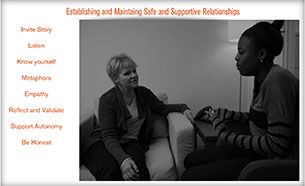 Establishing and Maintaing Safe and Supportive Relationships
Invite Story
Listen
Know yourself
Metaphors
Empathy
Reflect and Validate
Support Autonomy
Be Honest